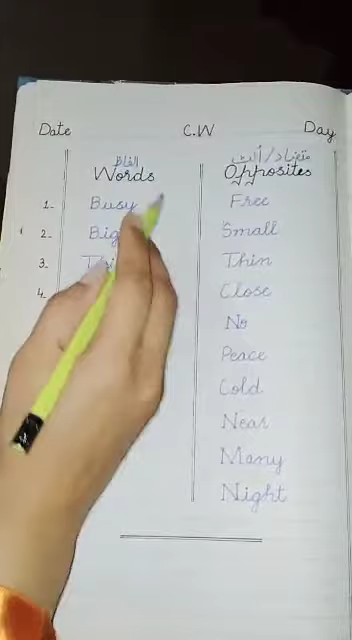 Date C.W Day
الفاظ متضاد/ألٹ
Words Opposites
1- Busy Free
2- Big Small
3- Thin
4- Close
No
Peace
Cold
Near
Many
Night